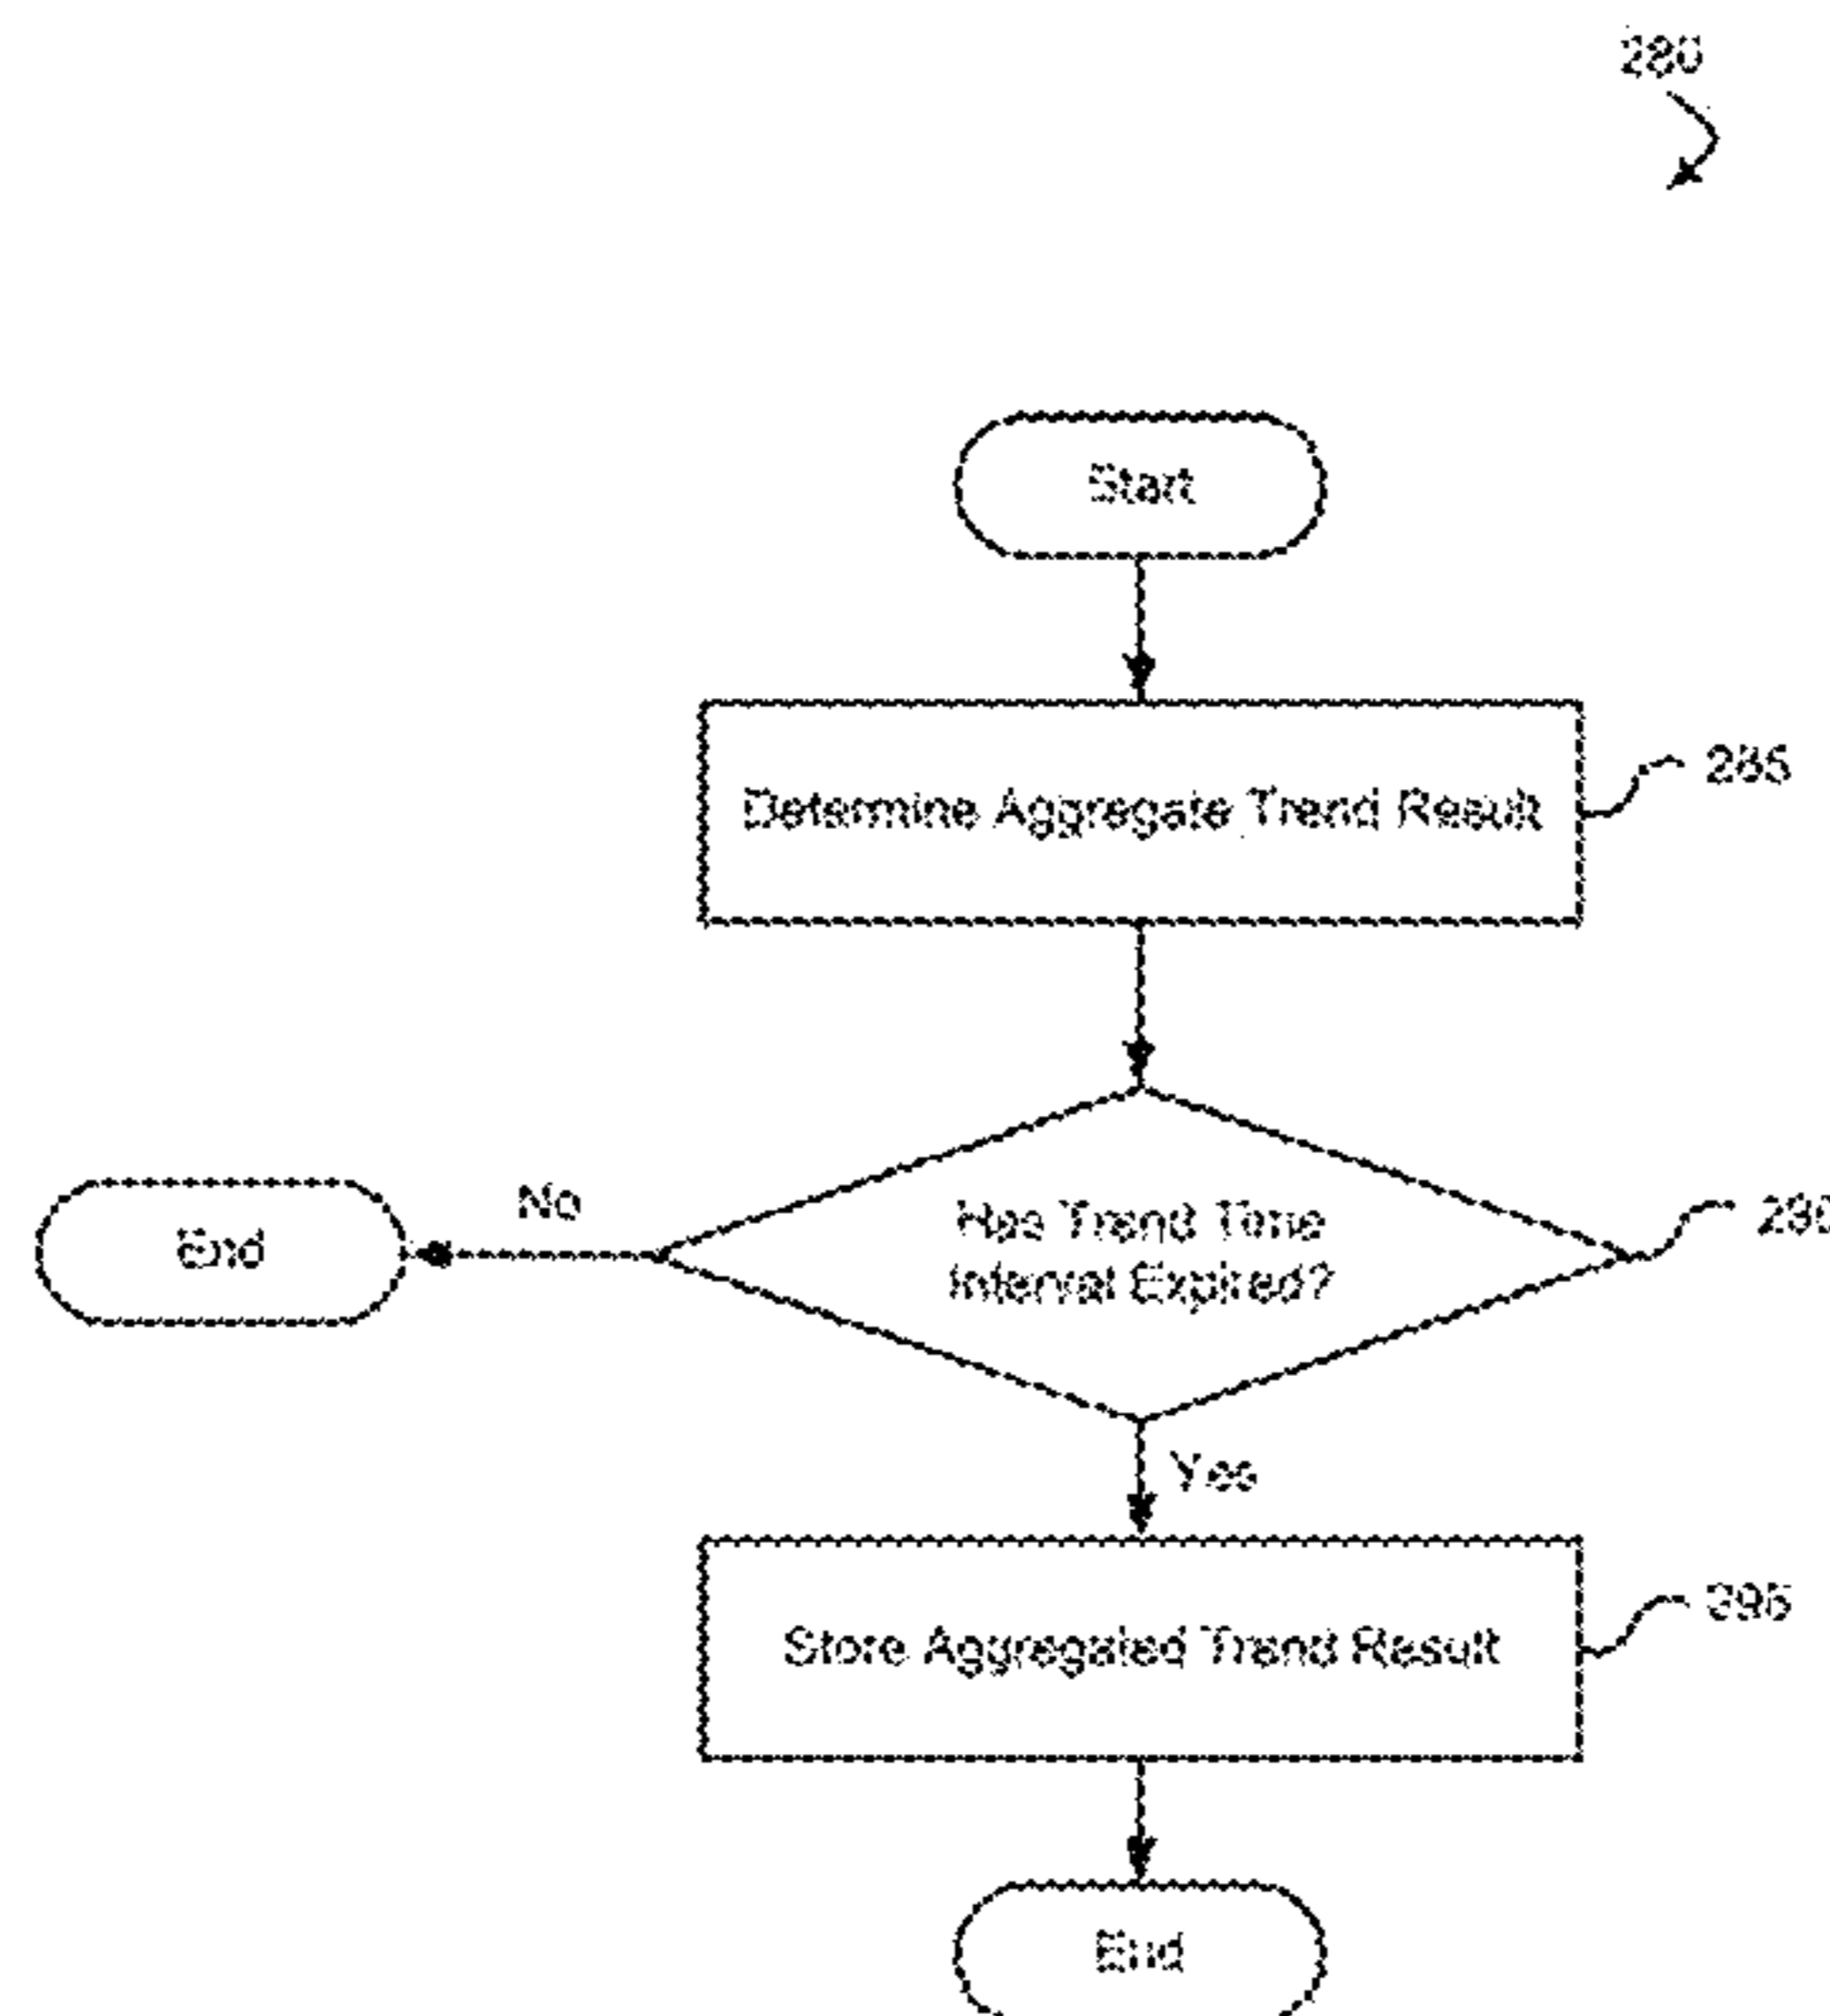 280
Start
Determine Aggregate Trend Result
285
No
End
Has Trend Time
Interval Expired?
Yes
Store Aggregated Trend Result
395
End